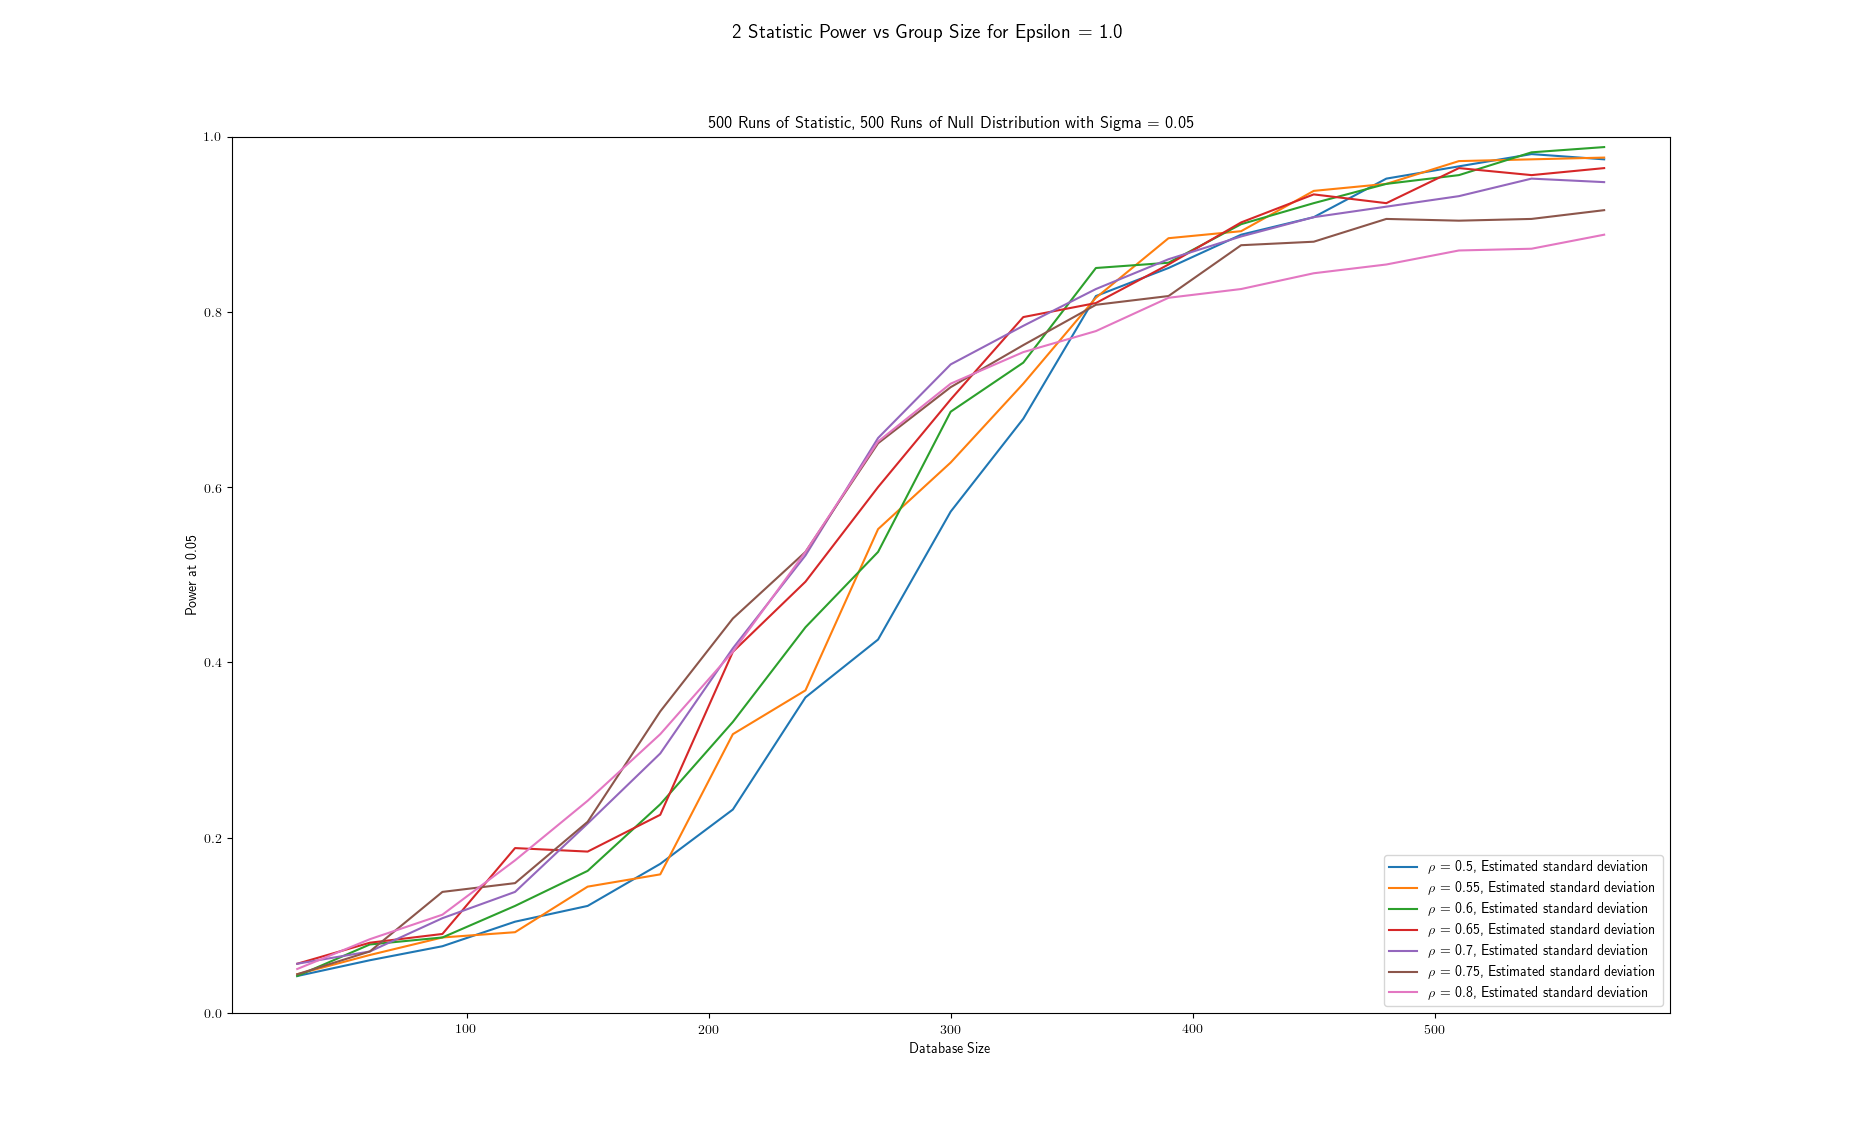 2 Statistic Power vs Group Size for Epsilon = 1.0
500 Runs of Statistic, 500 Runs of Null Distribution with Sigma = 0.05
1.0
0.8
0.6
0.4
0.2
0.0
Power at 0.05
100
200
300
400
500
Database Size
ρ = 0.5, Estimated standard deviation
ρ = 0.55, Estimated standard deviation
ρ = 0.6, Estimated standard deviation
ρ = 0.65, Estimated standard deviation
ρ = 0.7, Estimated standard deviation
ρ = 0.75, Estimated standard deviation
ρ = 0.8, Estimated standard deviation